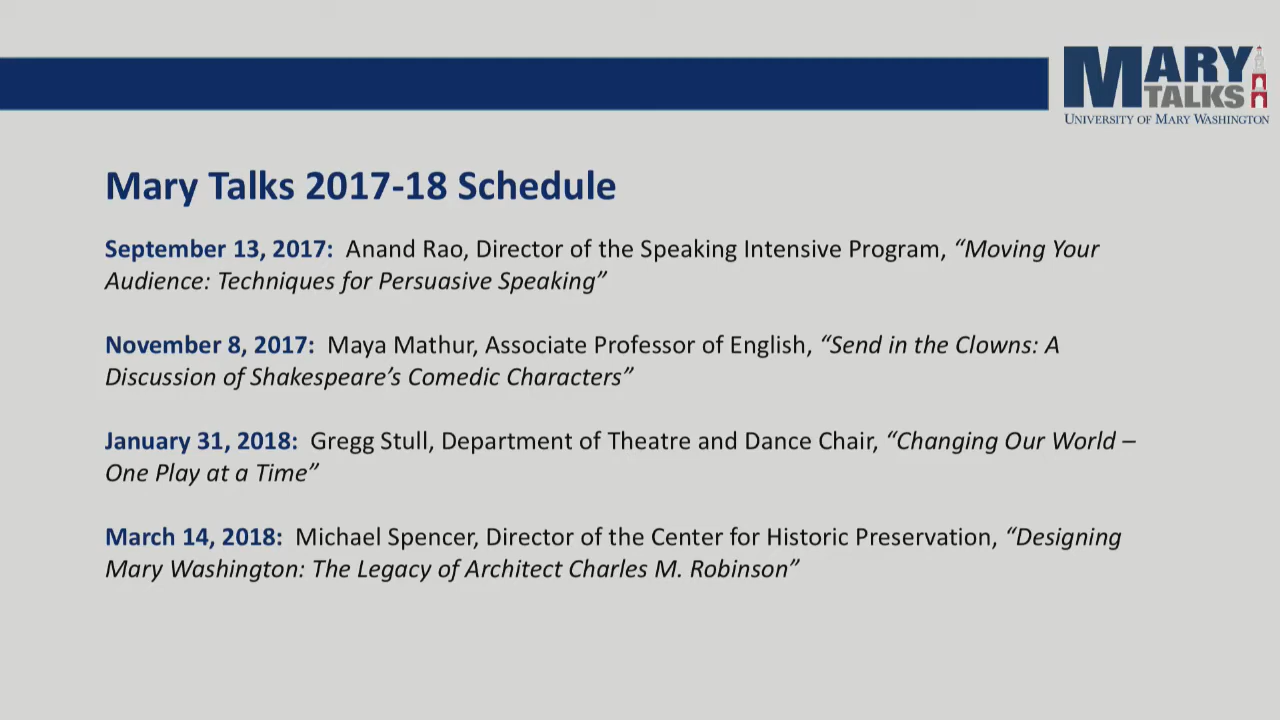 MARY
TALKS
UNIVERSITY OF MARY WASHINGTON
Mary Talks 2017-18 Schedule
September 13, 2017:  Anand Rao, Director of the Speaking Intensive Program, “Moving Your
Audience: Techniques for Persuasive Speaking”
November 8, 2017:  Maya Mathur, Associate Professor of English, “Send in the Clowns: A
Discussion of Shakespeare’s Comedic Characters”
January 31, 2018:  Gregg Stull, Department of Theatre and Dance Chair, “Changing Our World –
One Play at a Time”
March 14, 2018:  Michael Spencer, Director of the Center for Historic Preservation, “Designing
Mary Washington: The Legacy of Architect Charles M. Robinson”